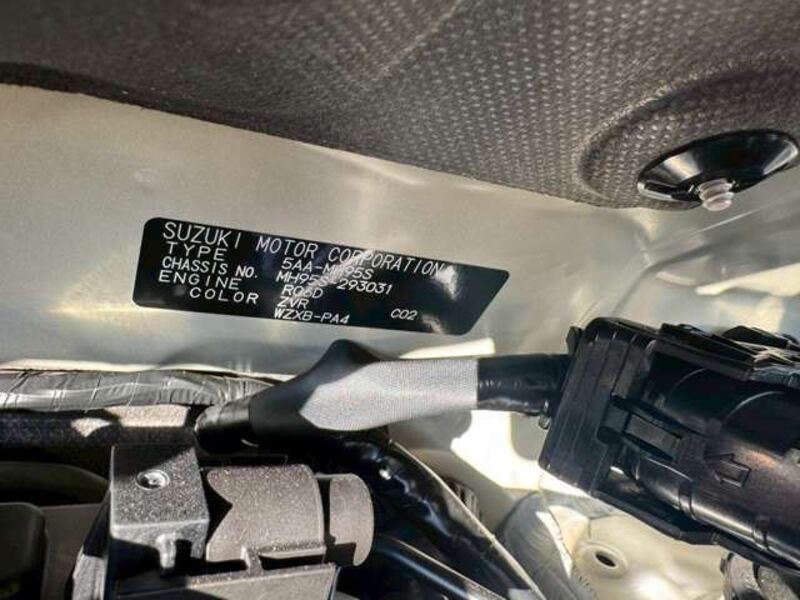 SUZUKI MOTOR CORPORATION
TYPE 5AA-MH95S
CHASSIS NO. MH95S-293031
ENGINE R06D
COLOR ZVR
WZXB-PA4 C02